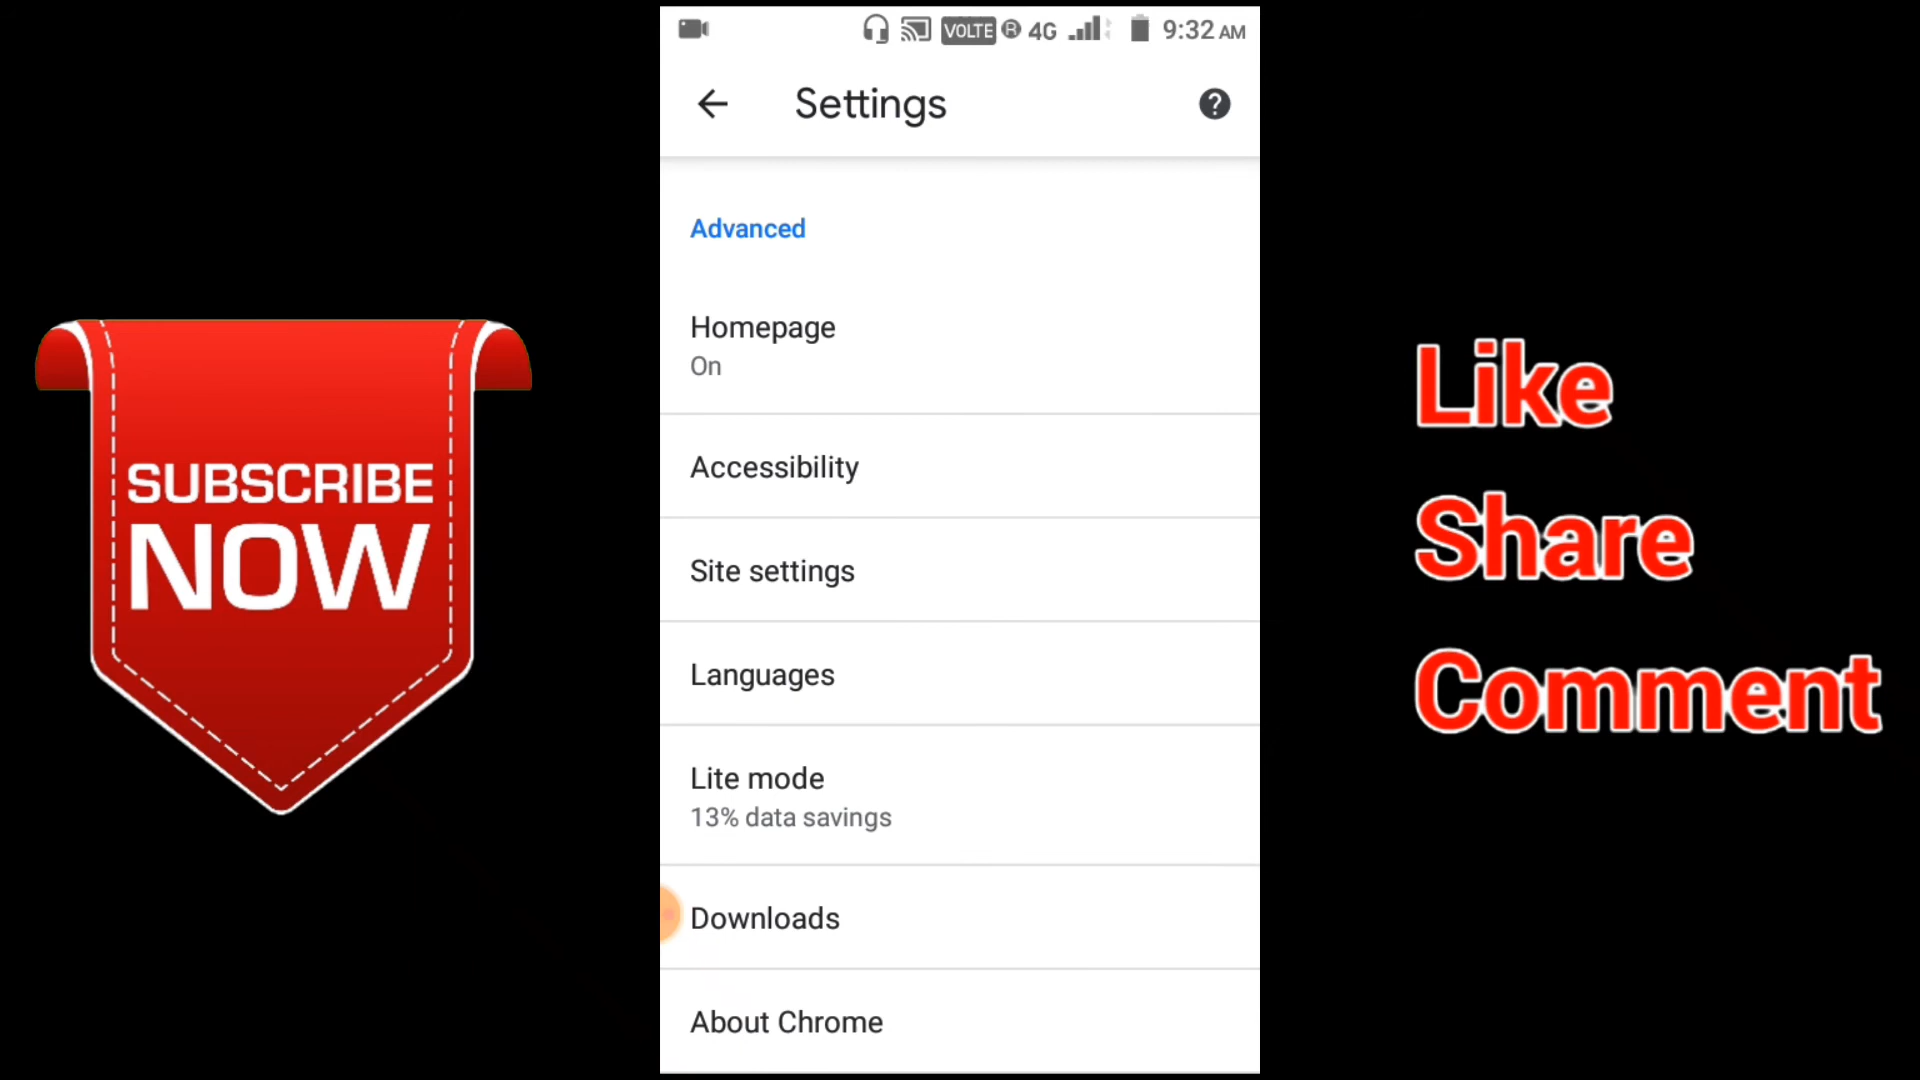 VOLTE R 4G 9:32 AM
Settings
Advanced
Homepage
On
Accessibility
Site settings
Languages
Lite mode
13% data savings
Downloads
About Chrome
SUBSCRIBE
NOW
Like
Share
Comment